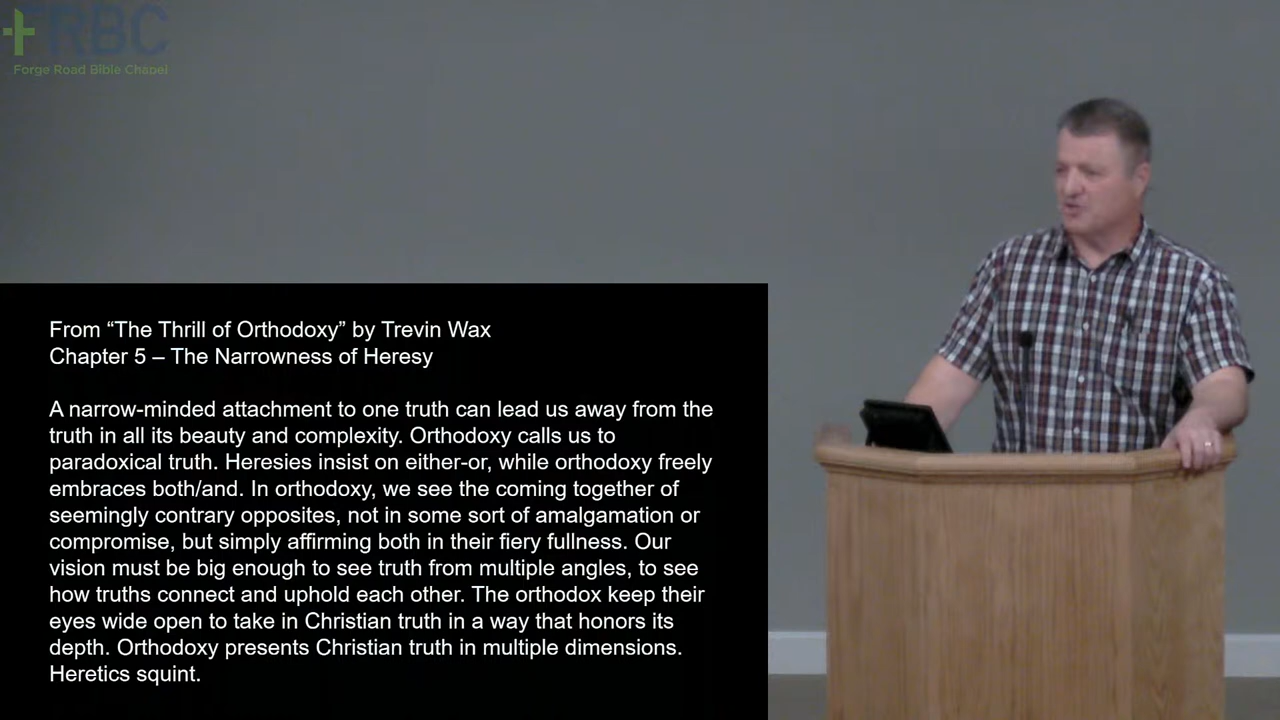 FRBC
Forge Road Bible Chapel
From “The Thrill of Orthodoxy” by Trevin Wax
Chapter 5 – The Narrowness of Heresy
A narrow-minded attachment to one truth can lead us away from the
truth in all its beauty and complexity. Orthodoxy calls us to
paradoxical truth. Heresies insist on either-or, while orthodoxy freely
embraces both/and. In orthodoxy, we see the coming together of
seemingly contrary opposites, not in some sort of amalgamation or
compromise, but simply affirming both in their fiery fullness. Our
vision must be big enough to see truth from multiple angles, to see
how truths connect and uphold each other. The orthodox keep their
eyes wide open to take in Christian truth in a way that honors its
depth. Orthodoxy presents Christian truth in multiple dimensions.
Heretics squint.